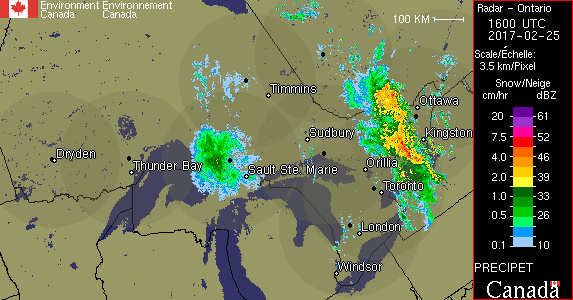 Environment Environnement
Canada Canada
100 KM
Timmins
Ottawa
Sudbury
Kingston
Dryden
Thunder Bay
Sault Ste. Marie
Orillia
Toronto
London
Windsor
Radar - Ontario
1600 UTC
2017-02-25
Scale/Échelle:
3.5 km/Pixel
Snow/Neige
cm/hr dBZ
20 61
7.5 52
4.0 46
2.0 39
1.0 33
0.5 26
0.1 10
PRECIPET
Canada